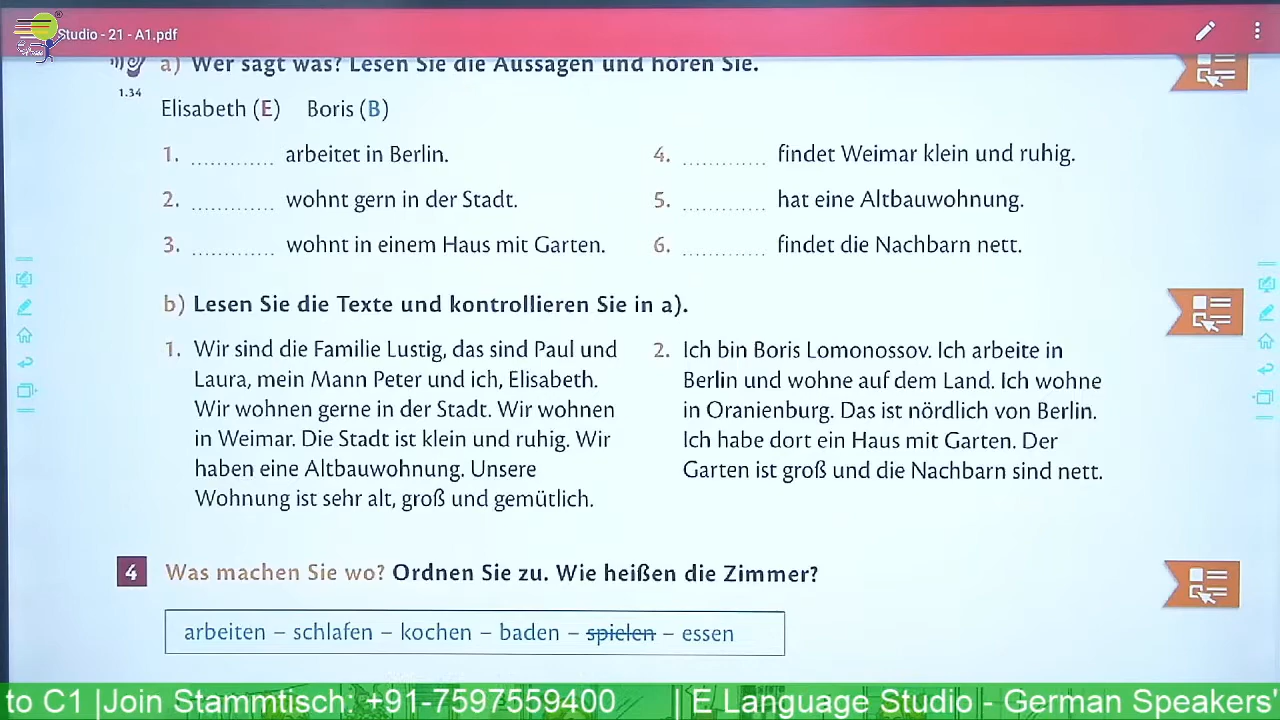 Studio - 21 - A1.pdf
a) Wer sagt was? Lesen Sie die Aussagen und hören Sie.
1.34
Elisabeth (E) Boris (B)
1. ............ arbeitet in Berlin.
2. ............ wohnt gern in der Stadt.
3. ............ wohnt in einem Haus mit Garten.
4. ............ findet Weimar klein und ruhig.
5. ............ hat eine Altbauwohnung.
6. ............ findet die Nachbarn nett.
b) Lesen Sie die Texte und kontrollieren Sie in a).
1. Wir sind die Familie Lustig, das sind Paul und
Laura, mein Mann Peter und ich, Elisabeth.
Wir wohnen gerne in der Stadt. Wir wohnen
in Weimar. Die Stadt ist klein und ruhig. Wir
haben eine Altbauwohnung. Unsere
Wohnung ist sehr alt, groß und gemütlich.
2. Ich bin Boris Lomonossov. Ich arbeite in
Berlin und wohne auf dem Land. Ich wohne
in Oranienburg. Das ist nördlich von Berlin.
Ich habe dort ein Haus mit Garten. Der
Garten ist groß und die Nachbarn sind nett.
4 Was machen Sie wo? Ordnen Sie zu. Wie heißen die Zimmer?
arbeiten – schlafen – kochen – baden – spielen – essen
to C1 |Join Stammtisch: +91-7597559400 | E Language Studio - German Speakers'